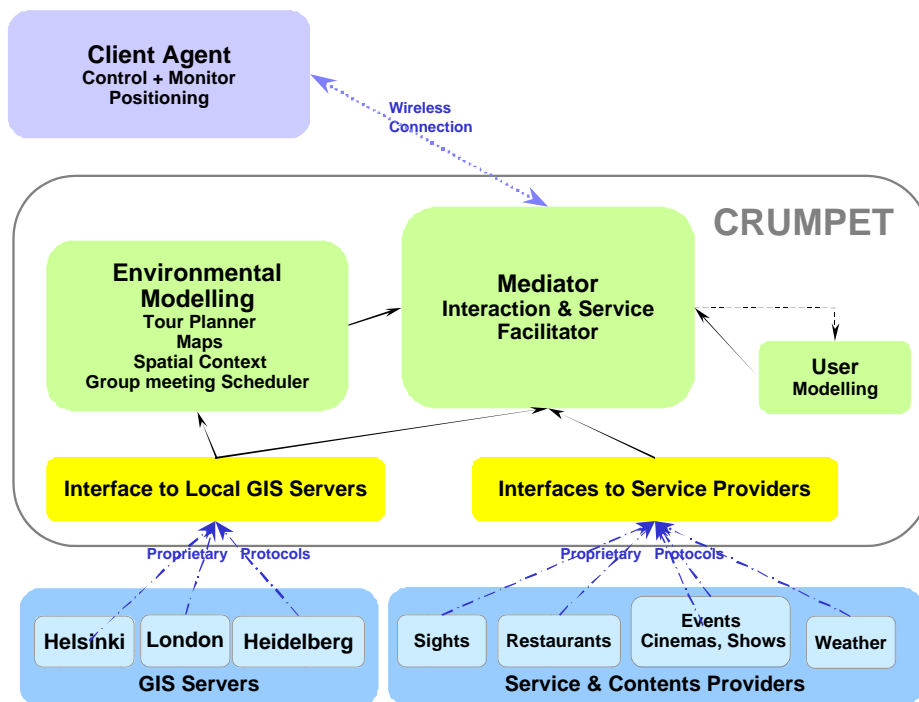 Client Agent
Control + Monitor
Positioning
Wireless
Connection
CRUMPET
Environmental
Modelling
Tour Planner
Maps
Spatial Context
Group meeting Scheduler
Mediator
Interaction & Service
Facilitator
User
Modelling
Interface to Local GIS Servers
Interfaces to Service Providers
Proprietary Protocols
Proprietary Protocols
Helsinki
London
Heidelberg
GIS Servers
Sights
Restaurants
Events
Cinemas, Shows
Weather
Service & Contents Providers